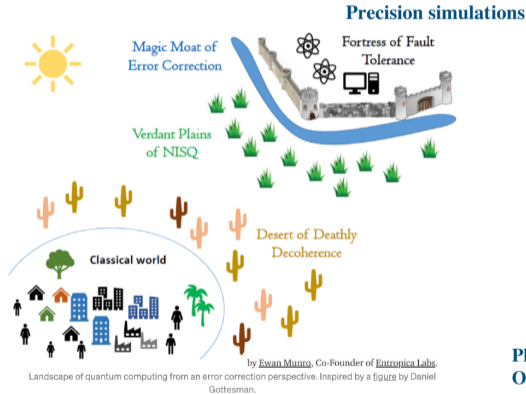 Precision simulations
Magic Moat of
Error Correction
Fortress of Fault
Tolerance
Verdant Plains
of NISQ
Desert of Deathly
Decoherence
Classical world
by Ewan Munro, Co-Founder of Entropica Labs.
Landscape of quantum computing from an error correction perspective. Inspired by a figure by Daniel
Gottesman.